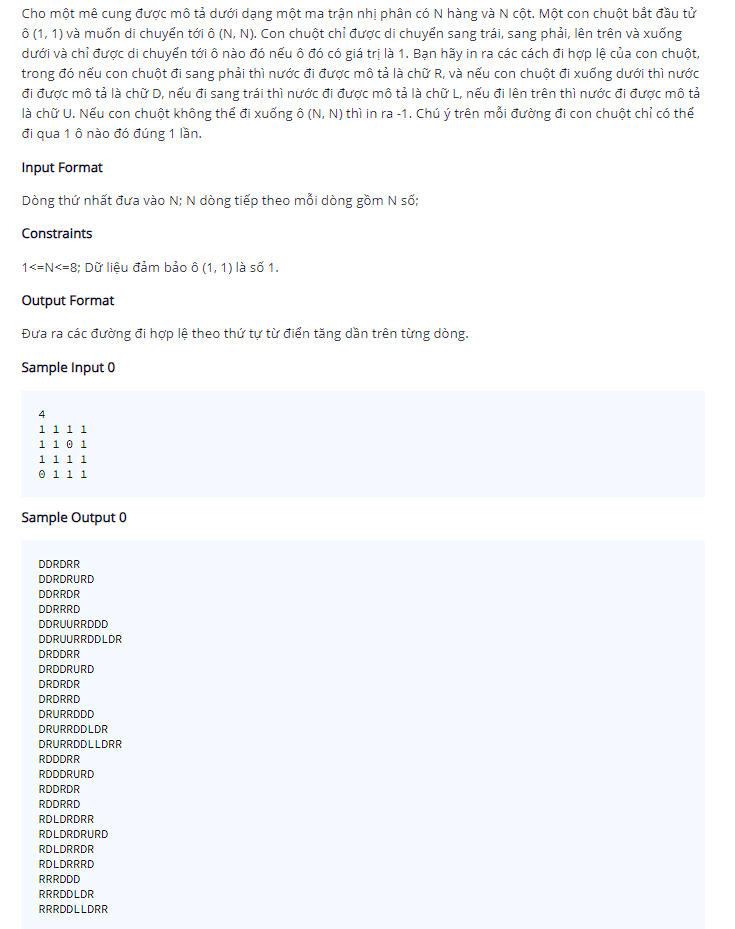 Cho một mê cung được mô tả dưới dạng một ma trận nhị phân có N hàng và N cột. Một con chuột bắt đầu từ
ô (1, 1) và muốn di chuyển tới ô (N, N). Con chuột chỉ được di chuyển sang trái, sang phải, lên trên và xuống
dưới và chỉ được di chuyển tới ô nào đó nếu ô đó có giá trị là 1. Bạn hãy in ra các cách đi hợp lệ của con chuột,
trong đó nếu con chuột đi sang phải thì nước đi được mô tả là chữ R, và nếu con chuột đi xuống dưới thì nước
đi được mô tả là chữ D, nếu đi sang trái thì nước đi được mô tả là chữ L, nếu đi lên trên thì nước đi được mô tả
là chữ U. Nếu con chuột không thể đi xuống ô (N, N) thì in ra -1. Chú ý trên mỗi đường đi con chuột chỉ có thể
đi qua 1 ô nào đó đúng 1 lần.
Input Format
Dòng thứ nhất đưa vào N; N dòng tiếp theo mỗi dòng gồm N số;
Constraints
1<=N<=8; Dữ liệu đảm bảo ô (1, 1) là số 1.
Output Format
Đưa ra các đường đi hợp lệ theo thứ tự từ điển tăng dần trên từng dòng.
Sample Input 0
4
1 1 1 1
1 1 0 1
1 1 1 1
0 1 1 1
Sample Output 0
DDRDRR
DDRDRURD
DDRRDR
DDRRRD
DDRUURRDDD
DDRUURRDDLDR
DRDDRR
DRDDRURD
DRDRDR
DRDRRD
DRURRDDD
DRURRDDLDR
DRURRDDLLDRR
RDDDRR
RDDDRURD
RDDRDR
RDDRRD
RDLDRDRR
RDLDRDRURD
RDLDRRDR
RDLDRRRD
RRRDDD
RRRDDLDR
RRRDDLLDRR